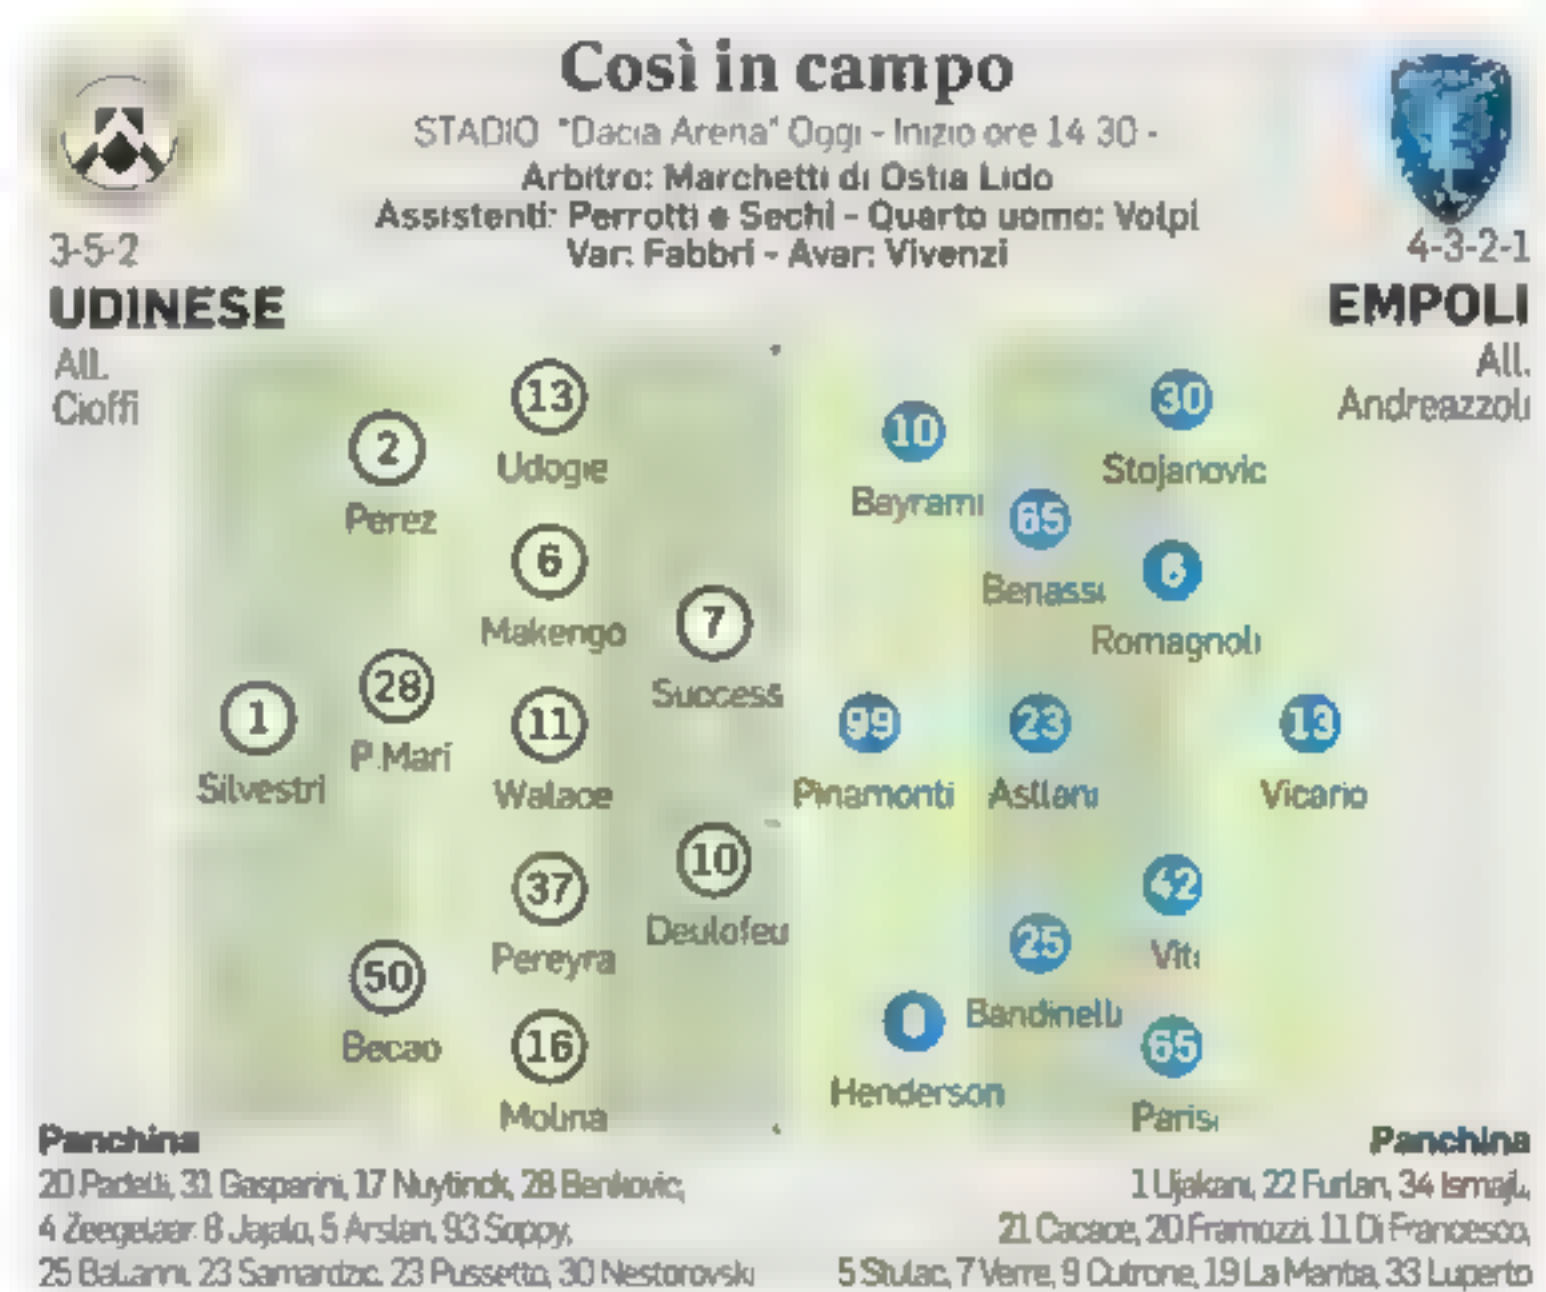 Così in campo
STADIO "Dacia Arena" Oggi - Inizio ore 14 30 -
Arbitro: Marchetti di Ostia Lido
Assistenti: Perrotti e Sechi - Quarto uomo: Volpi
Var: Fabbri - Avar: Vivenzi
3-5-2
UDINESE
All.
Cioffi
4-3-2-1
EMPOLI
All.
Andreazzoli
1
Silvestri
2
Perez
28
P. Marí
50
Becao
13
Udogie
6
Makengo
11
Walace
37
Pereyra
16
Molina
7
Success
10
Deulofeu
10
Bayrami
99
Pinamonti
Henderson
65
Benassi
23
Asllani
25
Bandinelli
30
Stojanovic
6
Romagnoli
42
Viti
65
Parisi
13
Vicario
Panchina
20 Padelli, 31 Gasparini, 17 Nuytinck, 28 Benkovic,
4 Zeegelaar, 8 Jajalo, 5 Arslan, 93 Soppy,
25 23 Samardzic, 23 Pussetto, 30 Nestorovski
Panchina
1 Ujkani, 22 Furlan, 34 Ismajli,
21 Cacace, 20 11 Di Francesco,
5 Stulac, 7 Verre, 9 Cutrone, 19 La Mantia, 33 Luperto